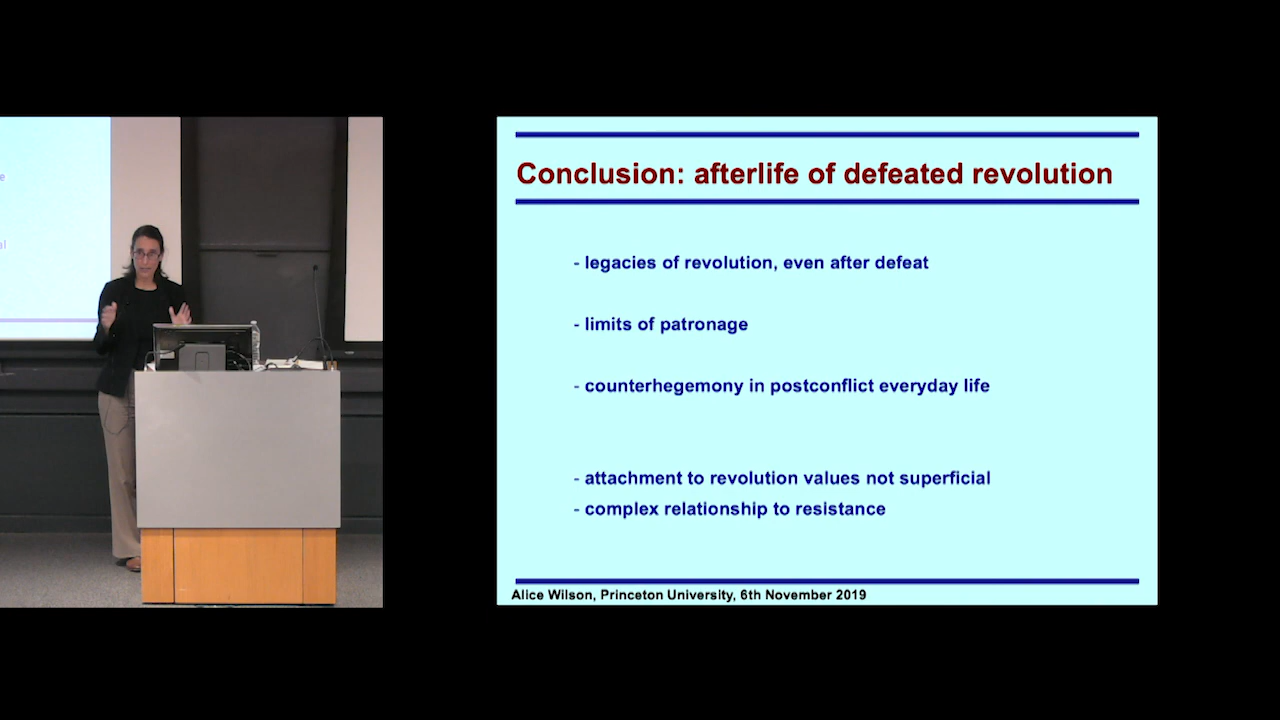 e
al
Conclusion: afterlife of defeated revolution
- legacies of revolution, even after defeat
- limits of patronage
- counterhegemony in postconflict everyday life
- attachment to revolution values not superficial
- complex relationship to resistance
Alice Wilson, Princeton University, 6th November 2019